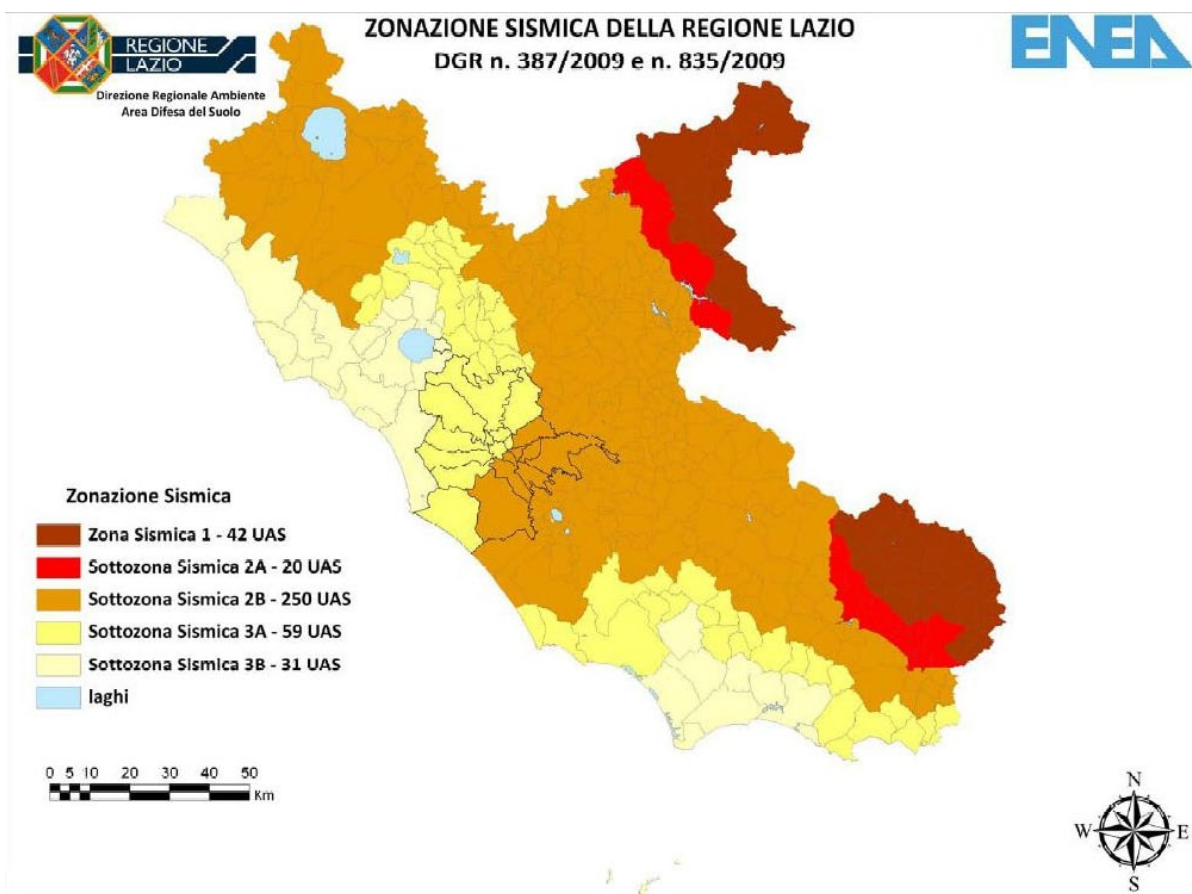 REGIONE
LAZIO
Direzione Regionale Ambiente
Area Difesa del Suolo
ZONAZIONE SISMICA DELLA REGIONE LAZIO
DGR n. 387/2009 e n. 835/2009
ENEA
Zonazione Sismica
Zona Sismica 1 - 42 UAS
Sottozona Sismica 2A - 20 UAS
Sottozona Sismica 2B - 250 UAS
Sottozona Sismica 3A - 59 UAS
Sottozona Sismica 3B - 31 UAS
laghi
0 5 10 20 30 40 50
Km
N
W E
S